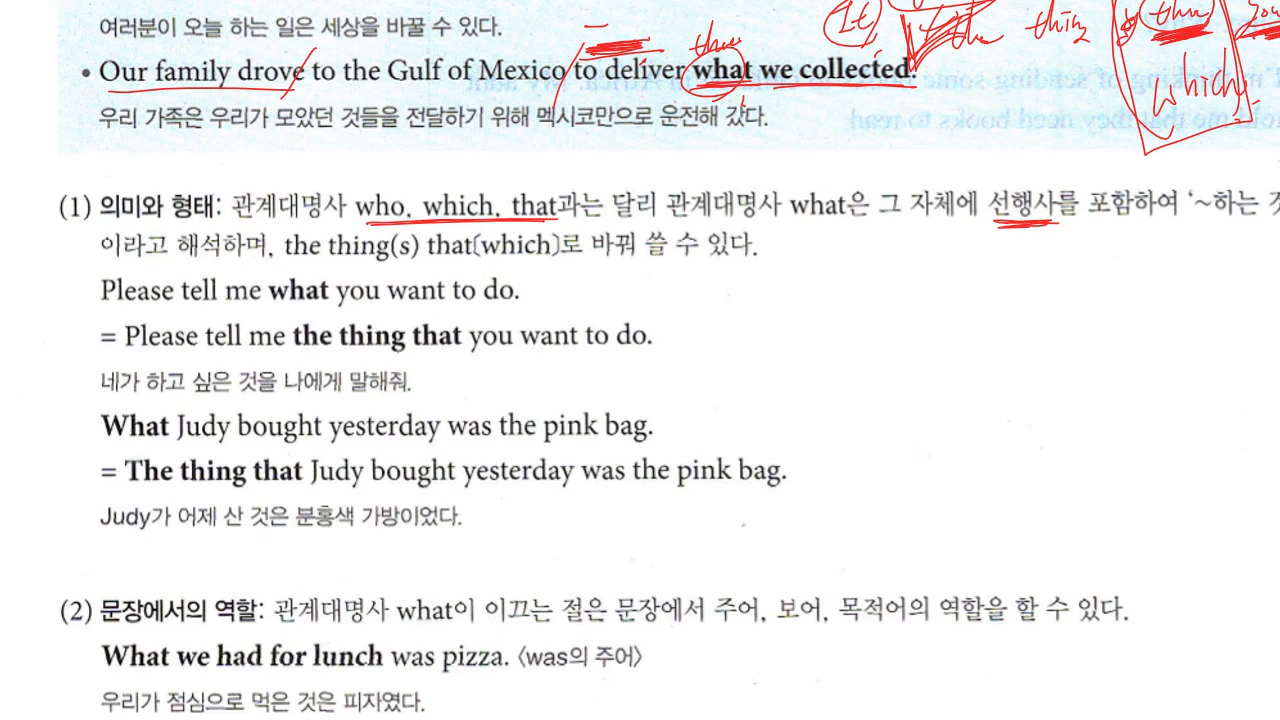 여러분이 오늘 하는 일은 세상을 바꿀 수 있다.
thing
• Our family drove to the Gulf of Mexico to deliver what we collected.
which
우리 가족은 우리가 모았던 것들을 전달하기 위해 멕시코만으로 운전해 갔다.
(1) 의미와 형태: 관계대명사 who, which, that과는 달리 관계대명사 what은 그 자체에 선행사를 포함하여 ‘~하는
이라고 해석하며, the thing(s) that(which)로 바꿔 쓸 수 있다.
Please tell me what you want to do.
= Please tell me the thing that you want to do.
네가 하고 싶은 것을 나에게 말해줘.
What Judy bought yesterday was the pink bag.
= The thing that Judy bought yesterday was the pink bag.
Judy가 어제 산 것은 분홍색 가방이었다.
(2) 문장에서의 역할: 관계대명사 what이 이끄는 절은 문장에서 주어, 보어, 목적어의 역할을 할 수 있다.
What we had for lunch was pizza. 〈was의 주어〉
우리가 점심으로 먹은 것은 피자였다.